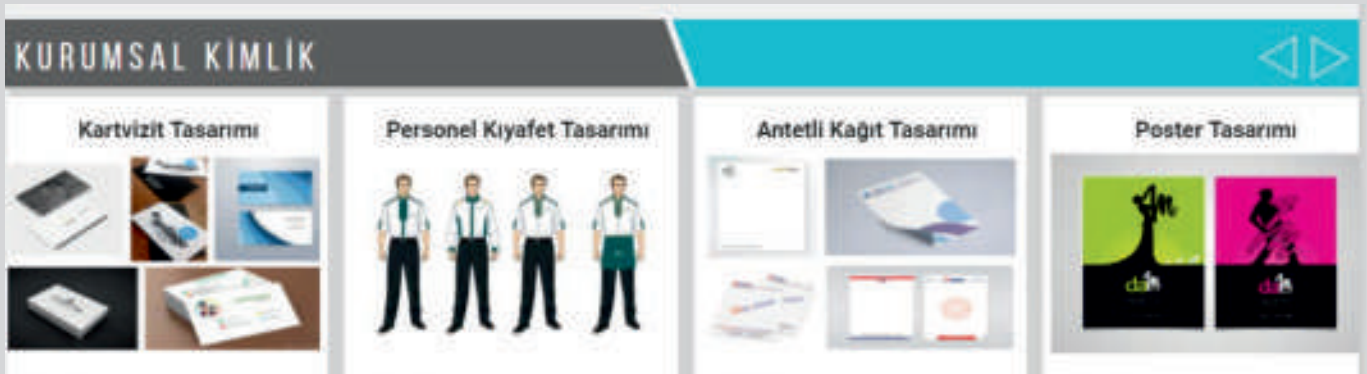 KURUMSAL KİMLİK
Kartvizit Tasarımı
Personel Kıyafet Tasarımı
Antetli Kağıt Tasarımı
Poster Tasarımı